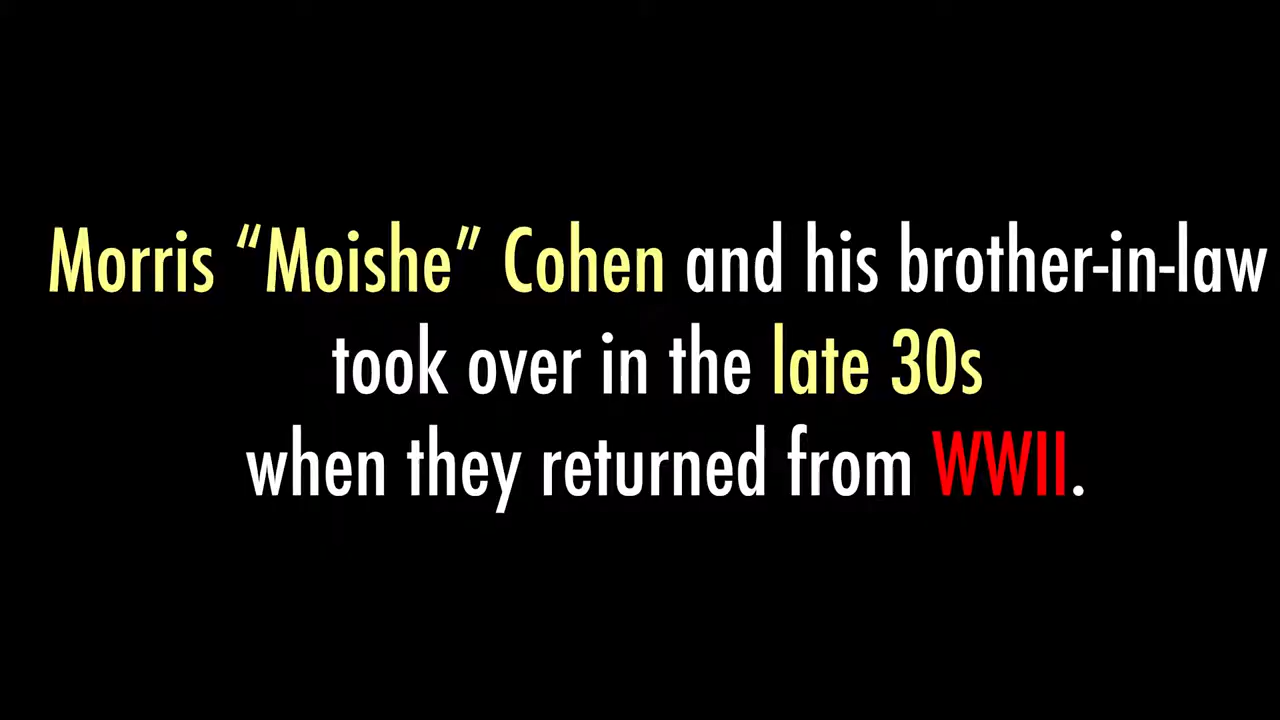 Morris “Moishe” Cohen and his brother-in-law
took over in the late 30s
when they returned from WWII.